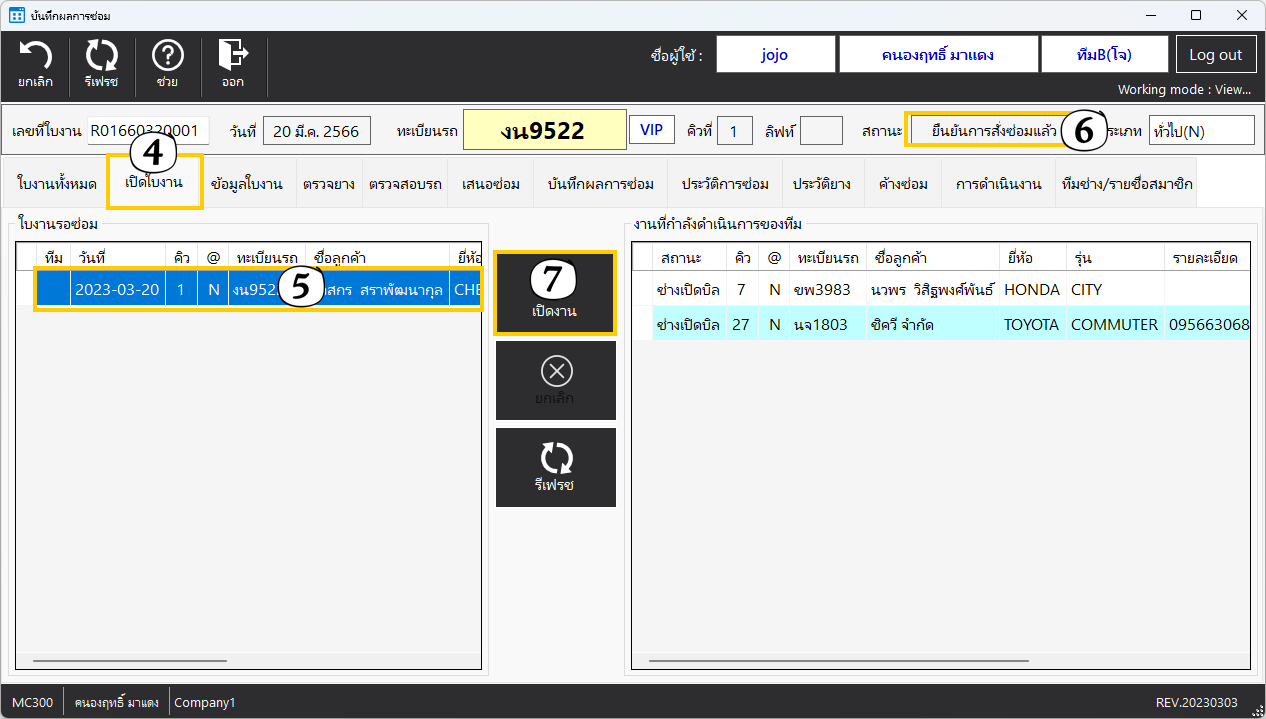 บันทึกผลการซ่อม
ยกเลิก รีเฟรซ ช่วย ออก ชื่อผู้ใช้ : jojo คนองฤทธิ์ มาแดง ทีมB(โจ) Log out
Working mode : View...
เลขที่ใบงาน R01660320001 วันที่ 20 มี.ค. 2566 ทะเบียนรถ งน9522 VIP คิวที่ 1 ลิฟท์ สถานะ ยืนยันการสั่งซ่อมแล้ว 6 ระเภท ทั่วไป(N)
4
ใบงานทั้งหมด เปิดใบงาน ข้อมูลใบงาน ตรวจยาง ตรวจสอบรถ เสนอซ่อม บันทึกผลการซ่อม ประวัติการซ่อม ประวัติยาง ค้างซ่อม การดำเนินงาน ทีมช่าง/รายชื่อสมาชิก
ใบงานรอซ่อม งานที่กำลังดำเนินการของทีม
ทีม วันที่ คิว @ ทะเบียนรถ ชื่อลูกค้า ยี่ห้อ
2023-03-20 1 N งน952 5 สกร สราพัฒนากุล CHE
7
เปิดงาน
ยกเลิก
รีเฟรซ
สถานะ คิว @ ทะเบียนรถ ชื่อลูกค้า ยี่ห้อ รุ่น รายละเอียด
ช่างเปิดบิล 7 N ขพ3983 นวพร วิสิฐพงศ์พันธ์ HONDA CITY
ช่างเปิดบิล 27 N นจ1803 ซิควี จำกัด TOYOTA COMMUTER 095663068
MC300 คนองฤทธิ์ มาแดง Company1 REV.20230303